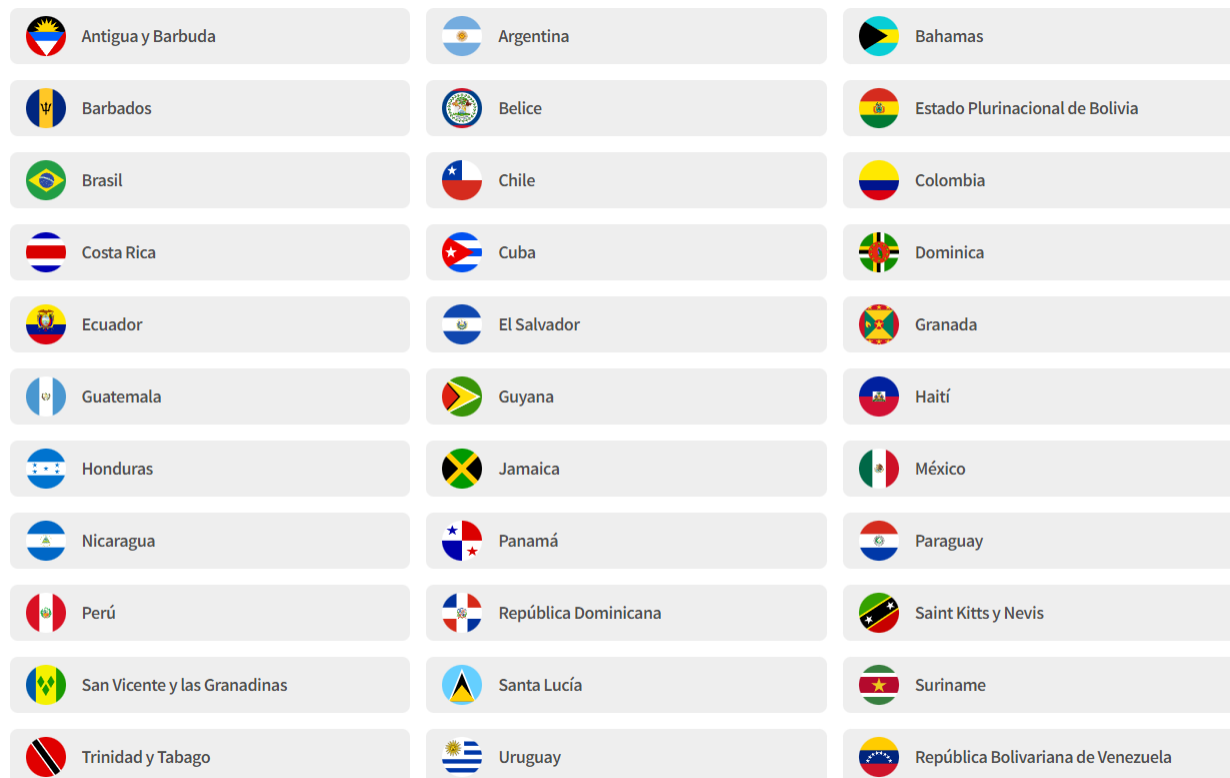 Antigua y Barbuda
Argentina
Bahamas
Barbados
Belice
Estado Plurinacional de Bolivia
Brasil
Chile
Colombia
Costa Rica
Cuba
Dominica
Ecuador
El Salvador
Granada
Guatemala
Guyana
Haití
Honduras
Jamaica
México
Nicaragua
Panamá
Paraguay
Perú
República Dominicana
Saint Kitts y Nevis
San Vicente y las Granadinas
Santa Lucía
Suriname
Trinidad y Tabago
Uruguay
República Bolivariana de Venezuela